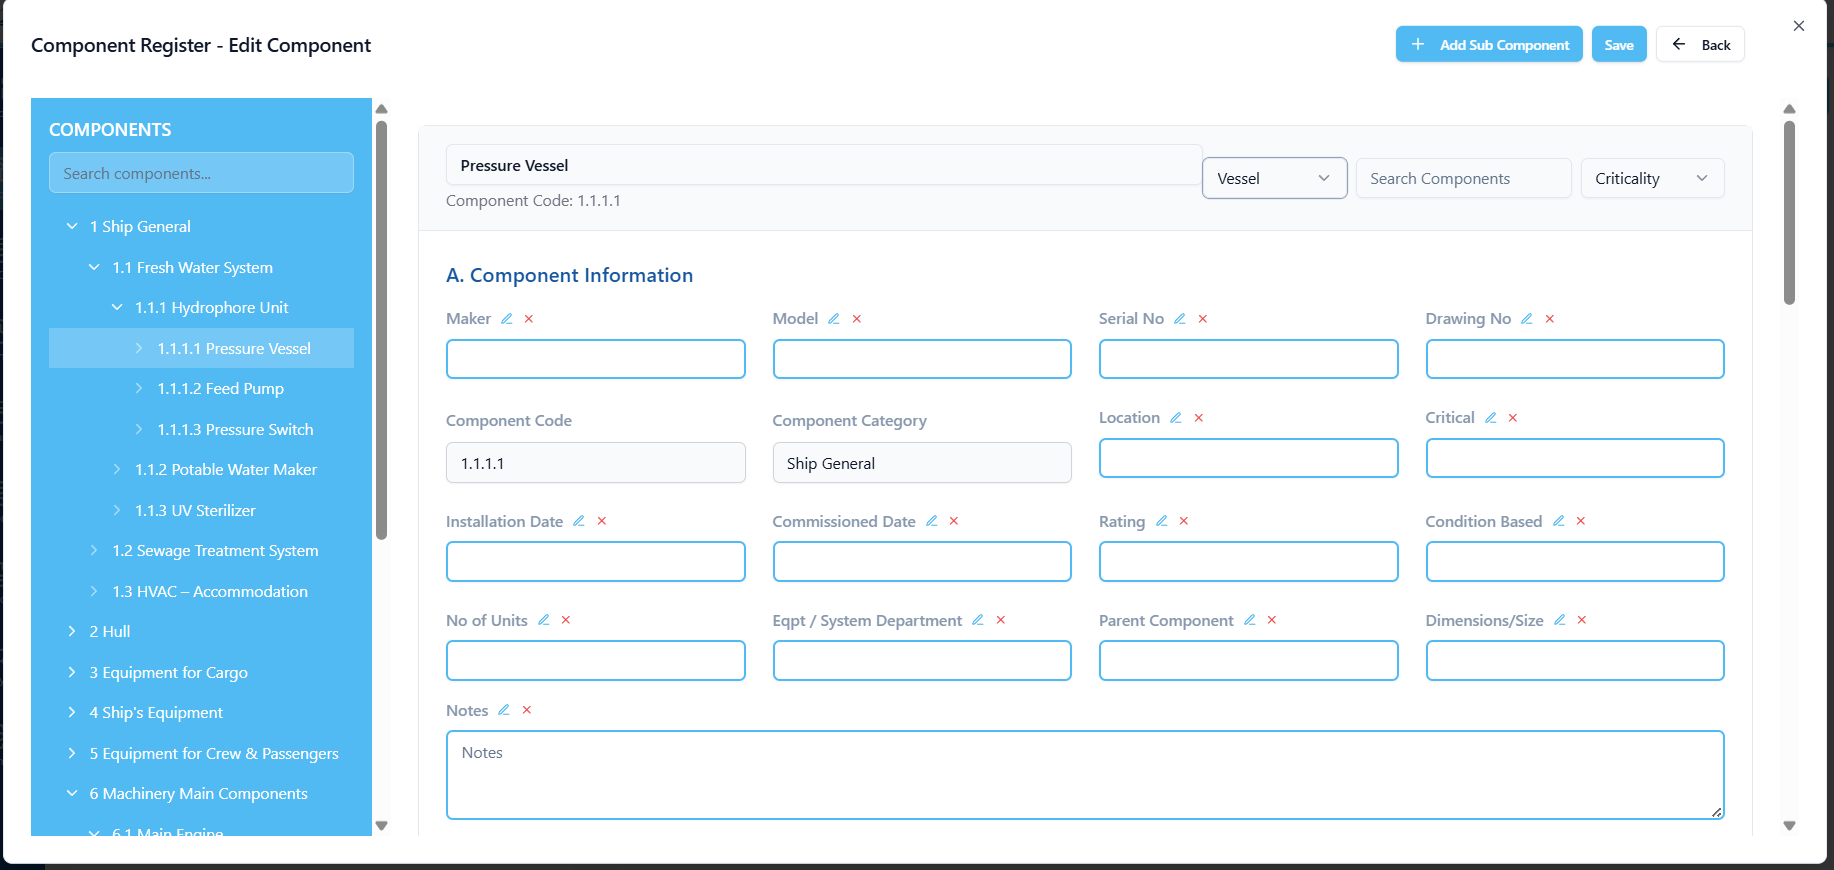 Component Register - Edit Component
Add Sub Component
Save
Back
COMPONENTS
Search components...
1 Ship General
1.1 Fresh Water System
1.1.1 Hydrophore Unit
1.1.1.1 Pressure Vessel
1.1.1.2 Feed Pump
1.1.1.3 Pressure Switch
1.1.2 Potable Water Maker
1.1.3 UV Sterilizer
1.2 Sewage Treatment System
1.3 HVAC – Accommodation
2 Hull
3 Equipment for Cargo
4 Ship's Equipment
5 Equipment for Crew & Passengers
6 Machinery Main Components
6.1 Main Engine
Pressure Vessel
Component Code: 1.1.1.1
Vessel
Search Components
Criticality
A. Component Information
Maker
Model
Serial No
Drawing No
Component Code
1.1.1.1
Component Category
Ship General
Location
Critical
Installation Date
Commissioned Date
Rating
Condition Based
No of Units
Eqpt / System Department
Parent Component
Dimensions/Size
Notes
Notes